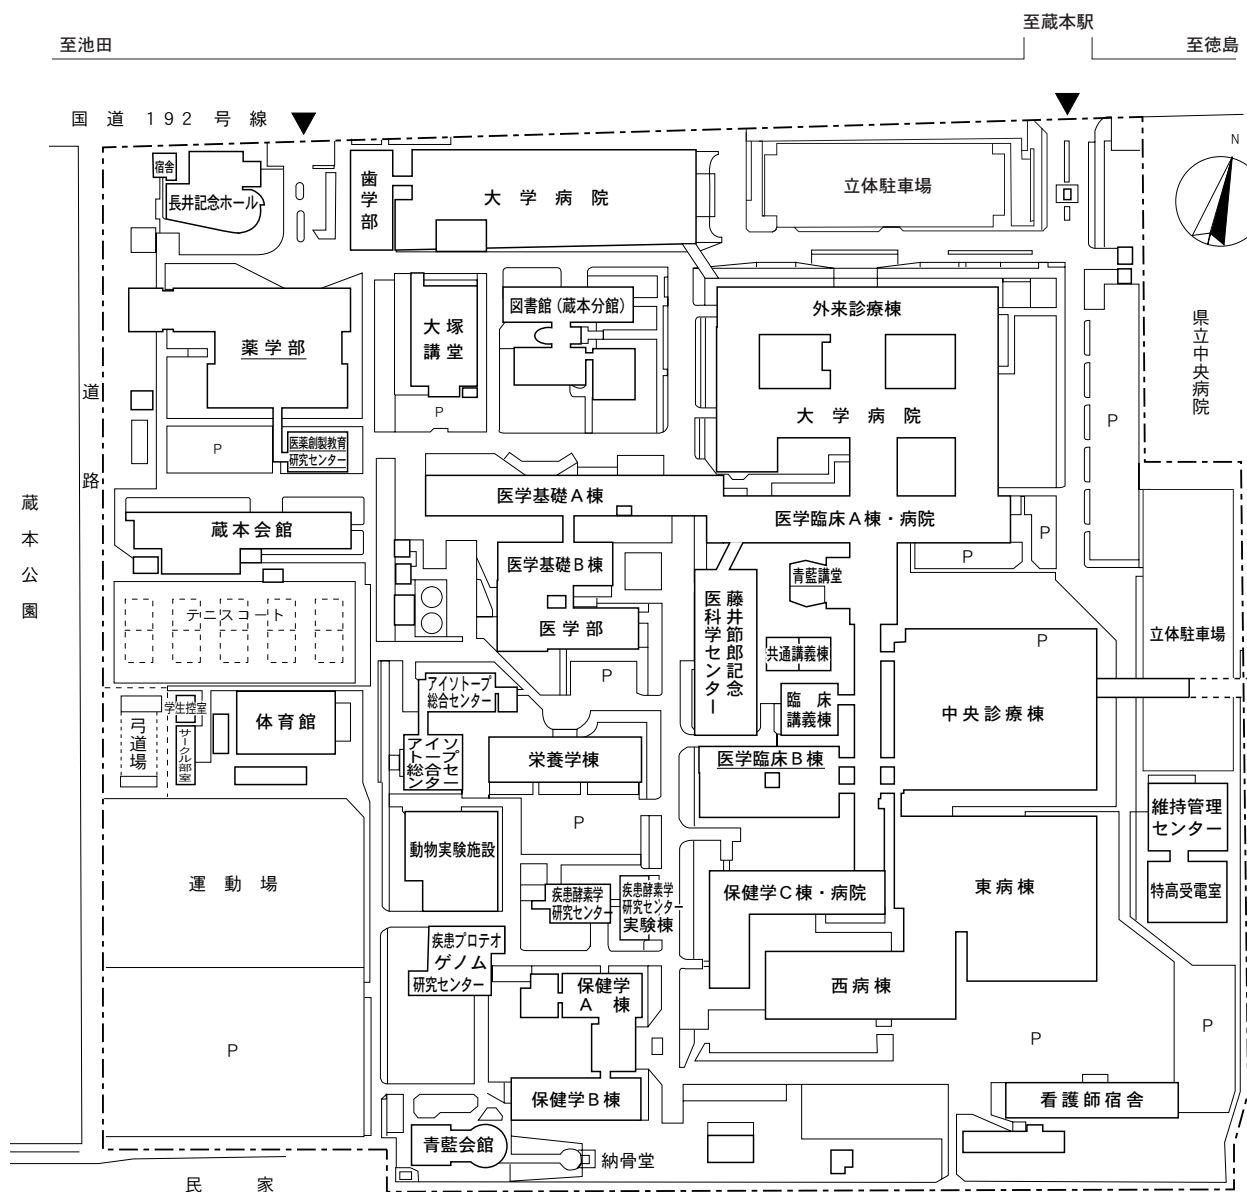 至蔵本駅
至池田
至徳島
国道192号線
N
宿舎
長井記念ホール
歯学部
大学病院
立体駐車場
薬学部
大塚
講堂
P
図書館(蔵本分館)
外来診療棟
大学病院
県立中央病院
道路
P
医薬創製教育
研究センター
P
蔵本公園
蔵本会館
医学基礎A棟
医学臨床A棟・病院
P
P
医学基礎B棟
青藍講堂
藤井節郎記念
医科学センター
テニスコート
医学部
共通講義棟
P
立体駐車場
P
アイソトープ
総合センター
臨床
講義棟
中央診療棟
学生控室
弓道場
サークル部室
体育館
アイソ
トープ
総合セ
ンター
栄養学棟
医学臨床B棟
維持管理
センター
P
動物実験施設
運動場
疾患酵素学
研究センター
疾患酵素学
研究センター
実験棟
保健学C棟・病院
東病棟
特高受電室
疾患プロテオ
ゲノム
研究センター
保健学
A棟
西病棟
P
P
P
保健学B棟
看護師宿舎
青藍会館
納骨堂
民家